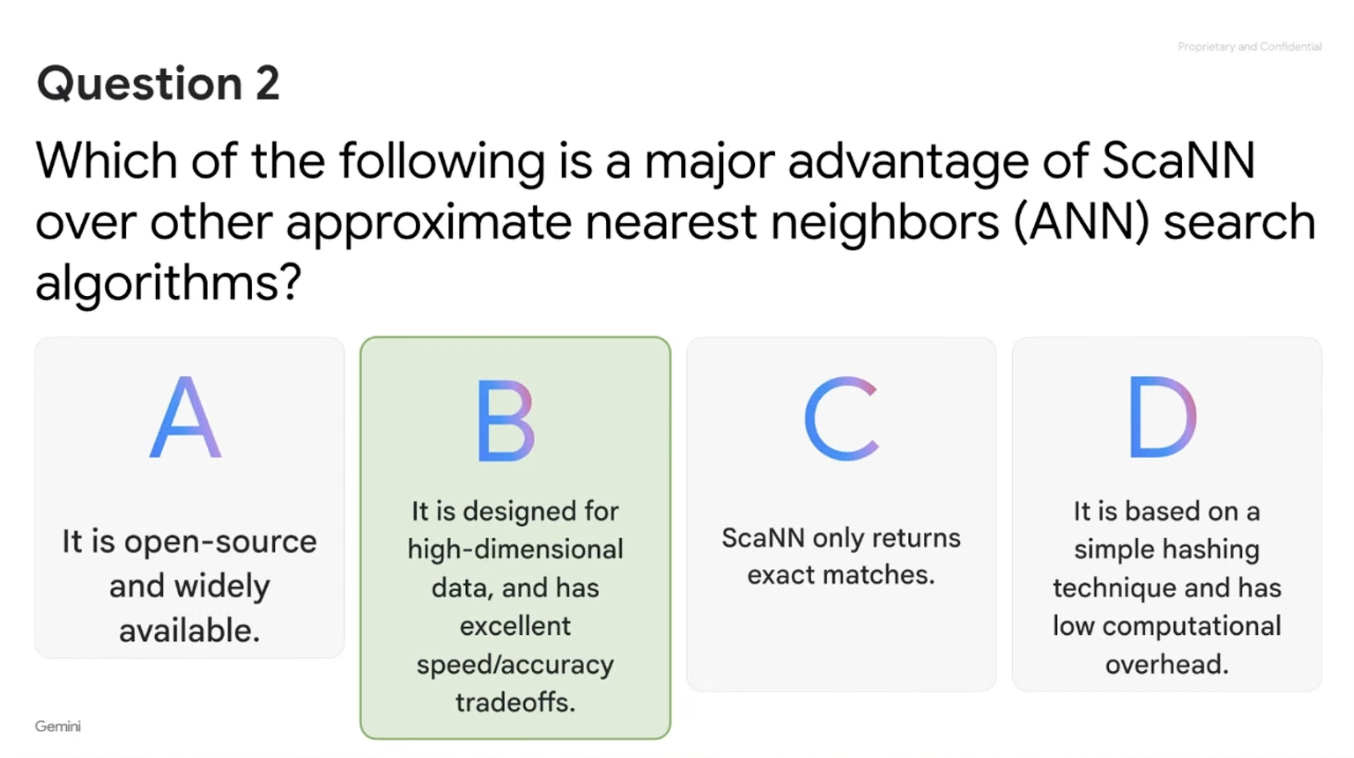 Proprietary and Confidential
Question 2
Which of the following is a major advantage of ScaNN
over other approximate nearest neighbors (ANN) search
algorithms?
A
It is open-source
and widely
available.
B
It is designed for
high-dimensional
data, and has
excellent
speed/accuracy
tradeoffs.
C
ScaNN only returns
exact matches.
D
It is based on a
simple hashing
technique and has
low computational
overhead.
Gemini